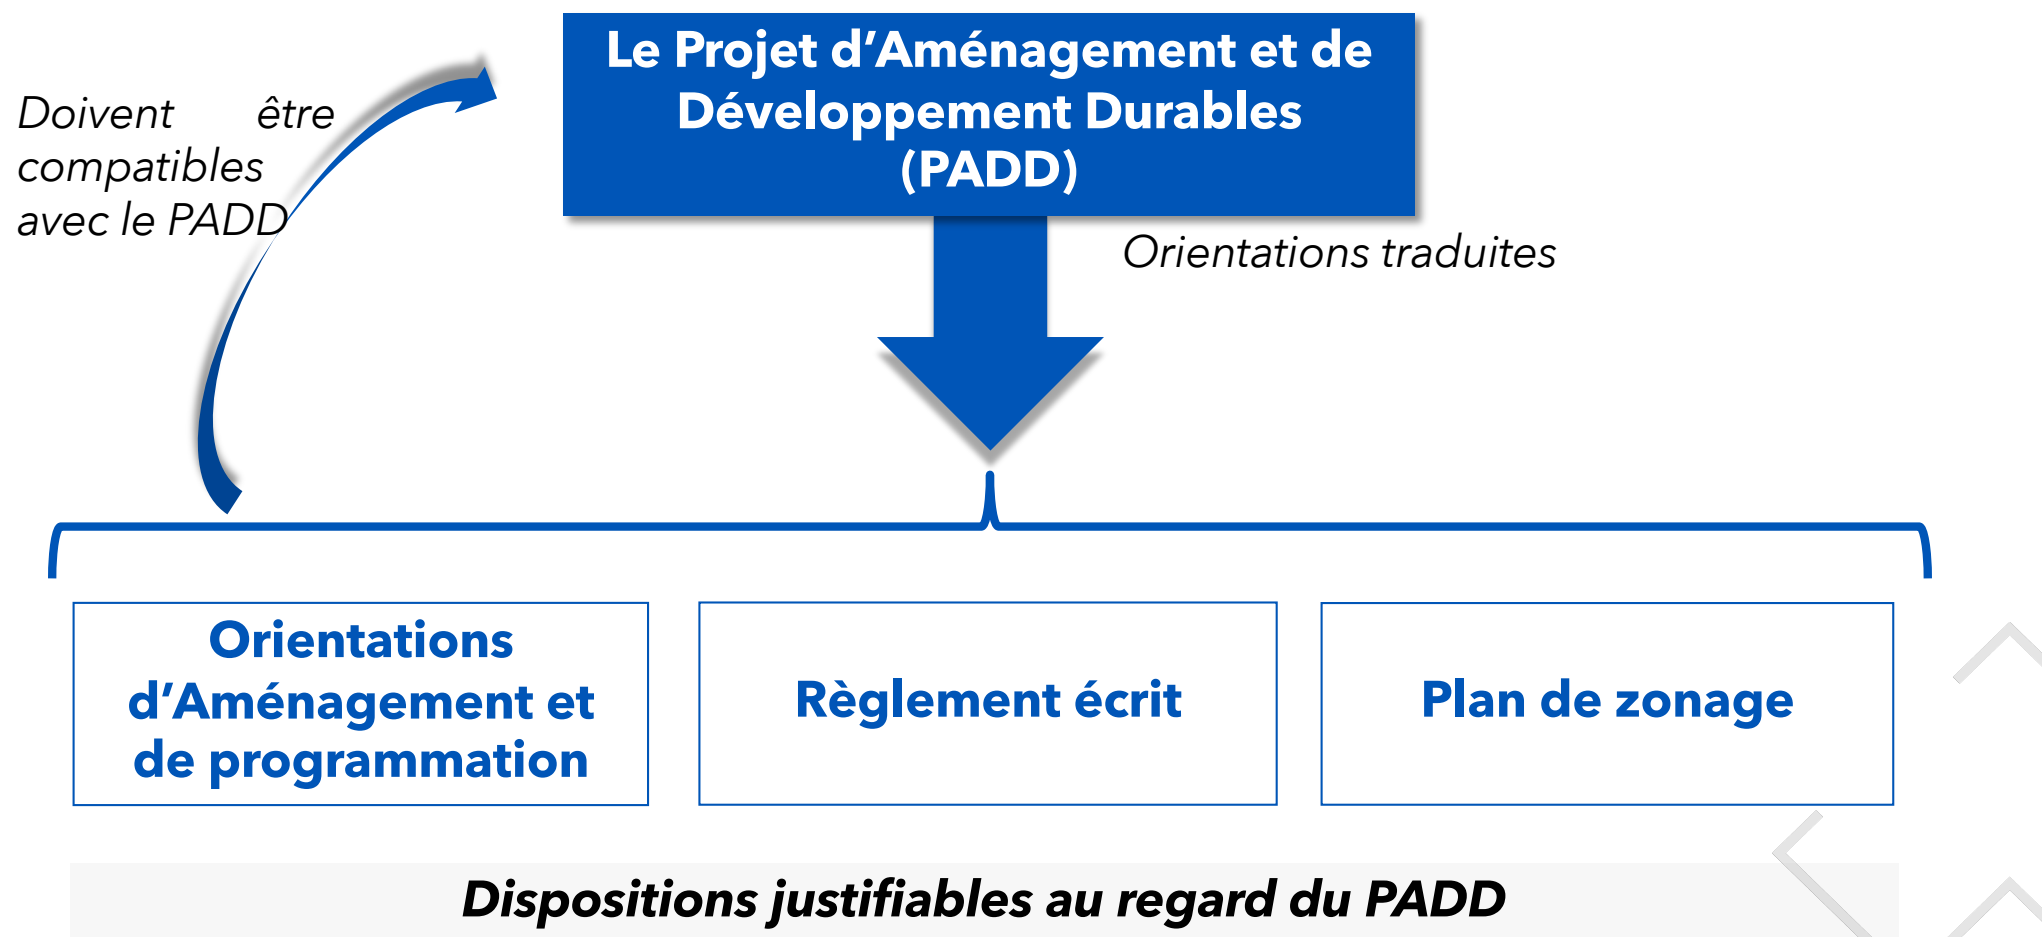 Le Projet d’Aménagement et de
Développement Durables
(PADD)
Doivent être
compatibles
avec le PADD
Orientations traduites
Orientations
d’Aménagement et
de programmation
Règlement écrit
Plan de zonage
Dispositions justifiables au regard du PADD